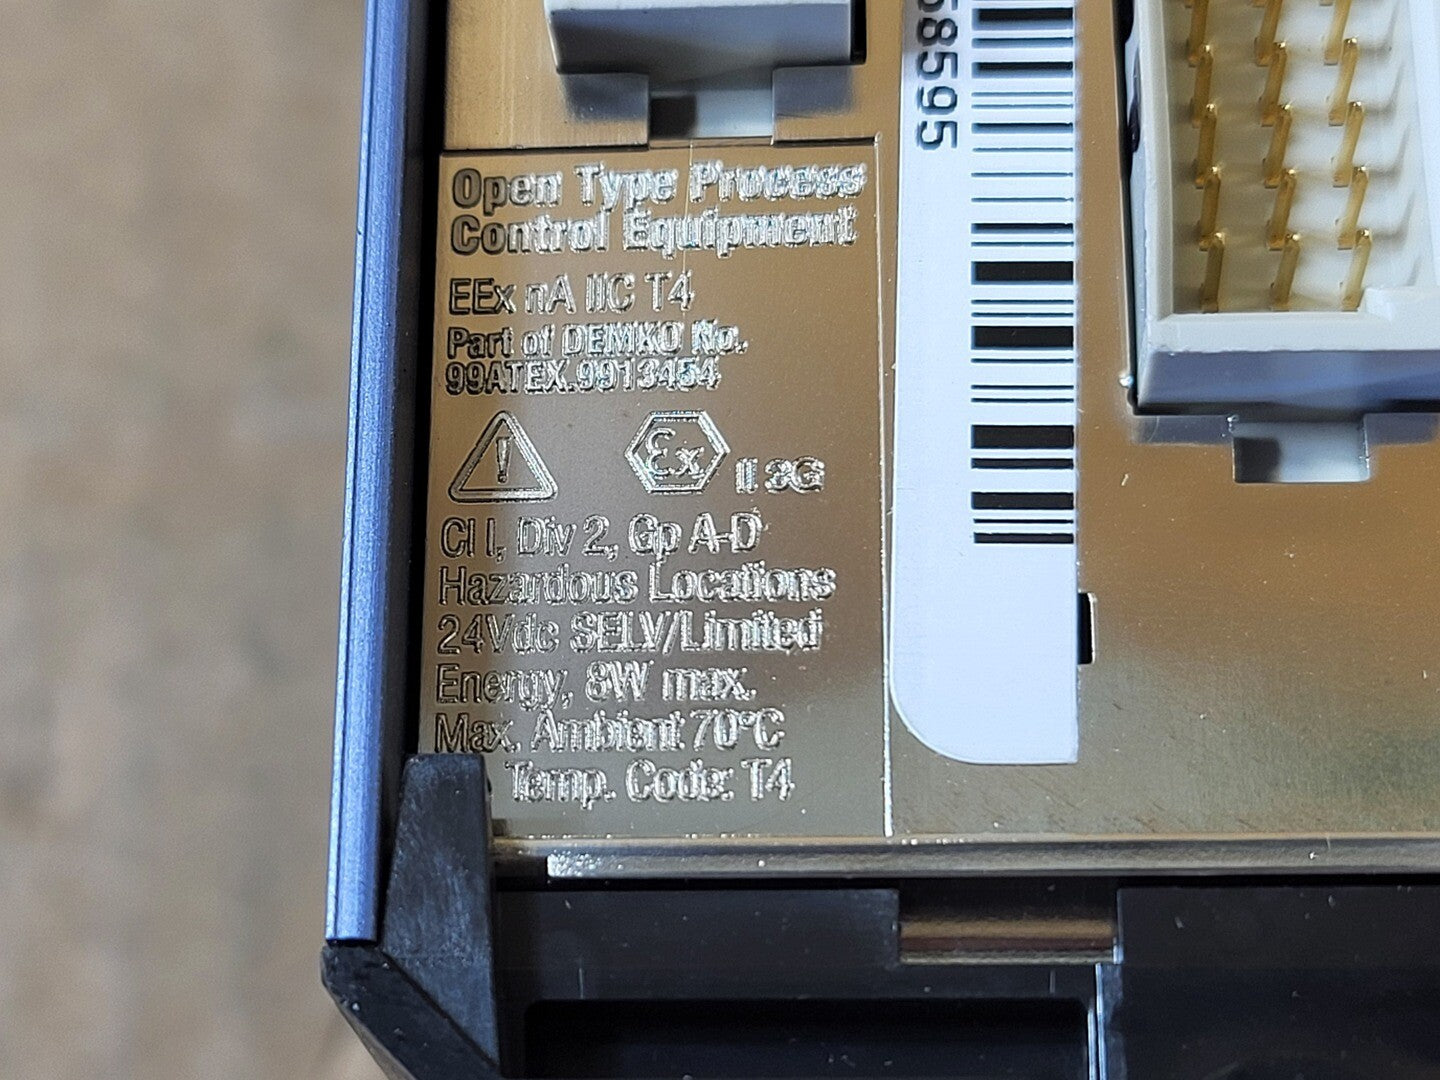 Open Type Process
Control Equipment
EEx nA IIC T4
Part of DEMKO No.
99ATEX.9913454
Ex II 3G
Cl I, Div 2, Gp A-D
Hazardous Locations
24Vdc SELV/Limited
Energy, 8W max.
Max. Ambient 70°C
Temp. Code: T4
8595